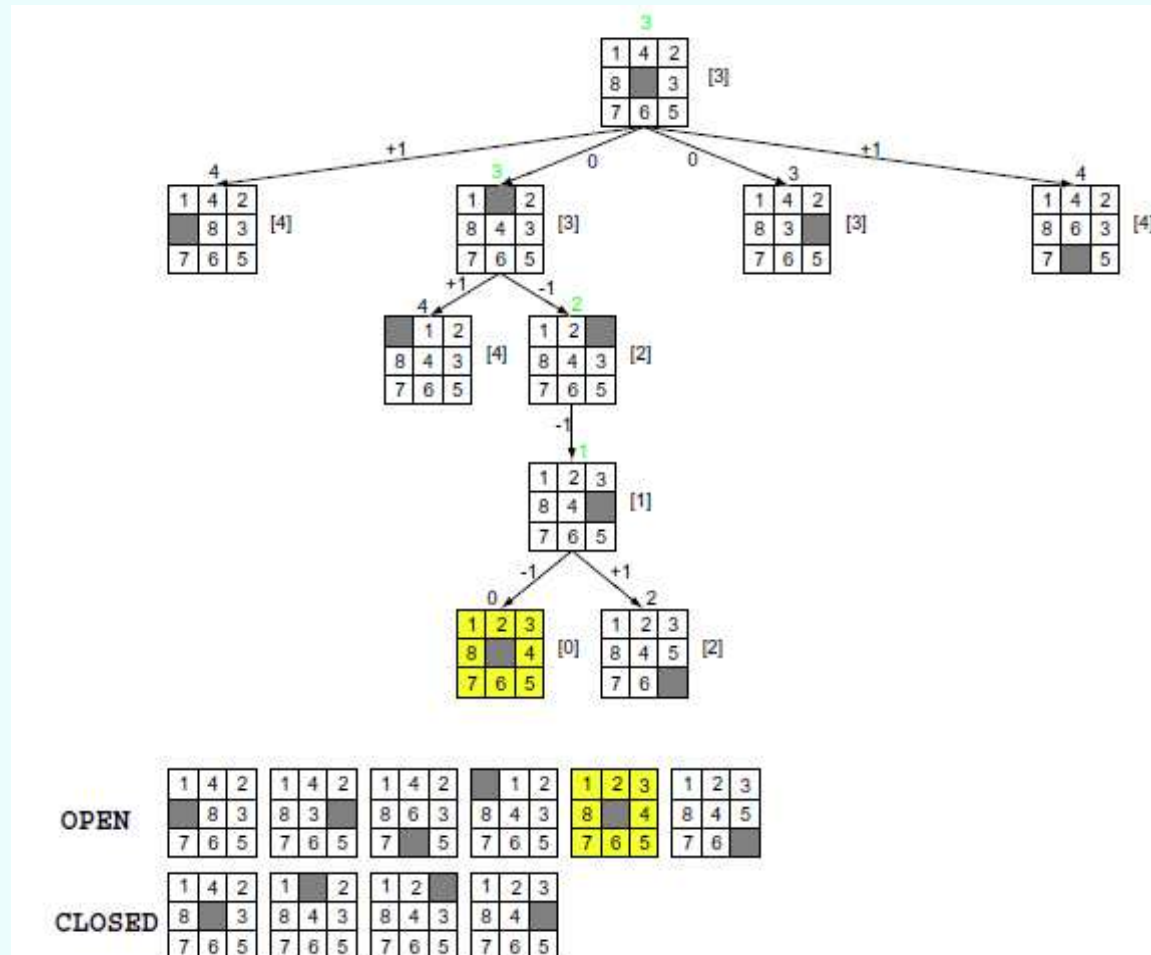 3
1 4 2
8 3 [3]
7 6 5
+1 0 0 +1
4 3 3 4
1 4 2 1 2 1 4 2 1 4 2
8 3 [4] 8 4 3 [3] 8 3 [3] 8 6 3 [4]
7 6 5 7 6 5 7 6 5 7 5
+1 -1
4 2
1 2 1 2
8 4 3 [4] 8 4 3 [2]
7 6 5 7 6 5
-1
1
1 2 3
8 4 [1]
7 6 5
-1 +1
0 2
1 2 3 1 2 3
8 4 [0] 8 4 5 [2]
7 6 5 7 6
1 4 2 1 4 2 1 4 2 1 2 1 2 3 1 2 3
OPEN 8 3 8 3 8 6 3 8 4 3 8 4 8 4 5
7 6 5 7 6 5 7 5 7 6 5 7 6 5 7 6
1 4 2 1 2 1 2 1 2 3
CLOSED 8 3 8 4 3 8 4 3 8 4
7 6 5 7 6 5 7 6 5 7 6 5